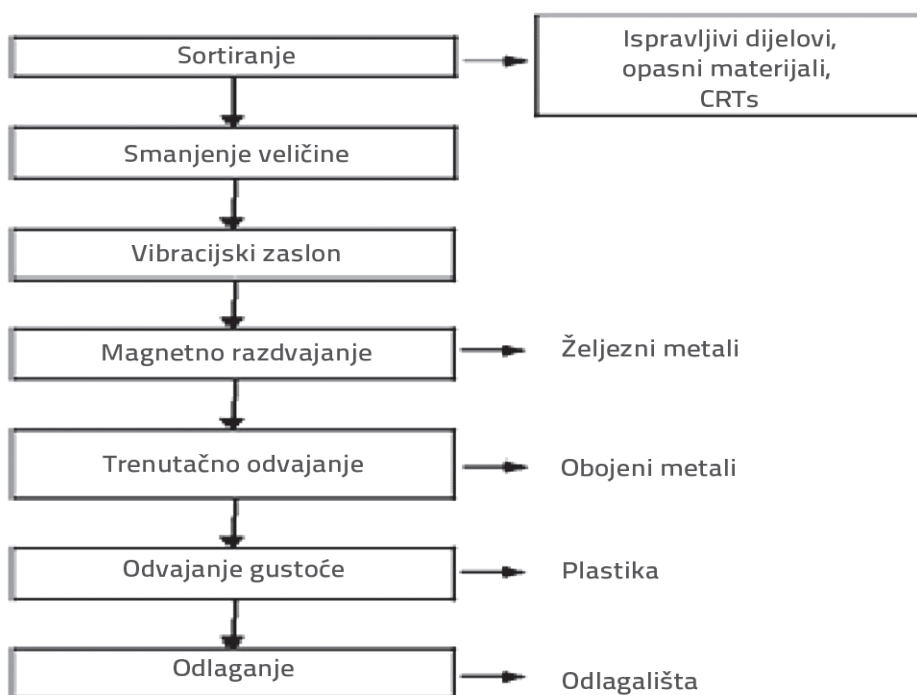 Sortiranje
Ispravljivi dijelovi,
opasni materijali,
CRTs
Smanjenje veličine
Vibracijski zaslon
Magnetno razdvajanje
Željezni metali
Trenutačno odvajanje
Obojeni metali
Odvajanje gustoće
Plastika
Odlaganje
Odlagališta